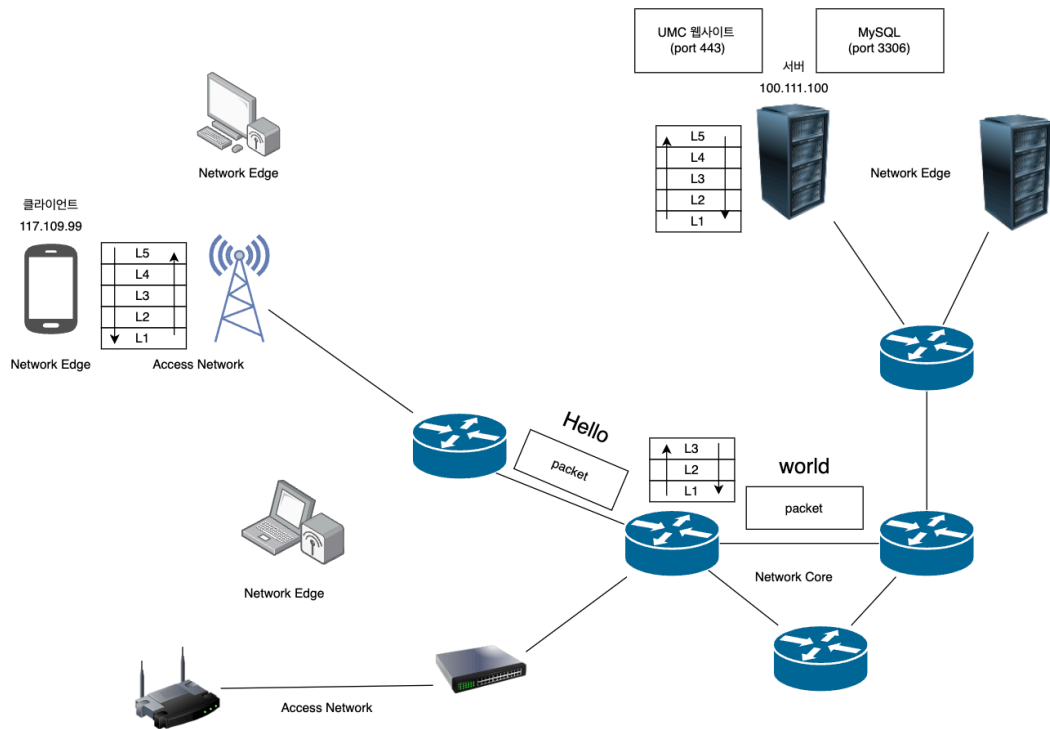 UMC 웹사이트
(port 443)
MySQL
(port 3306)
서버
100.111.100
L5
L4
L3
L2
L1
Network Edge
Network Edge
클라이언트
117.109.99
L5
L4
L3
L2
L1
Network Edge
Access Network
Hello
packet
L3
L2
L1
world
packet
Network Core
Network Edge
Access Network